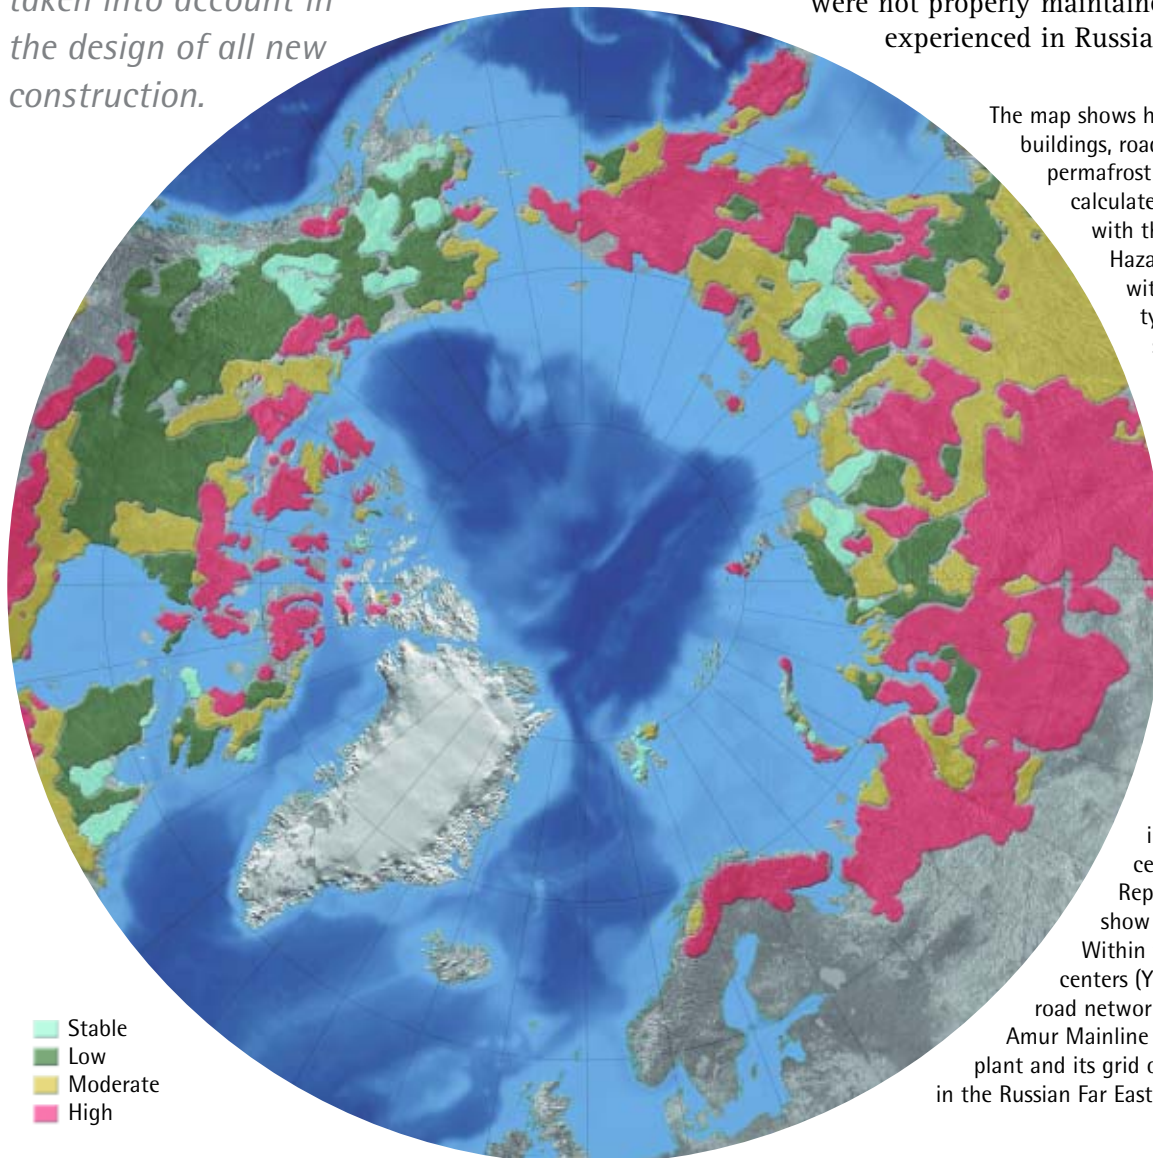 taken into account in
the design of all new
construction.
were not properly maintaine
experienced in Russia
The map shows h
buildings, road
permafrost
calculate
with th
Haza
wit
ty
i
ce
Rep
show
Within
centers (Y
road networ
Amur Mainline
plant and its grid o
in the Russian Far East
Stable
Low
Moderate
High